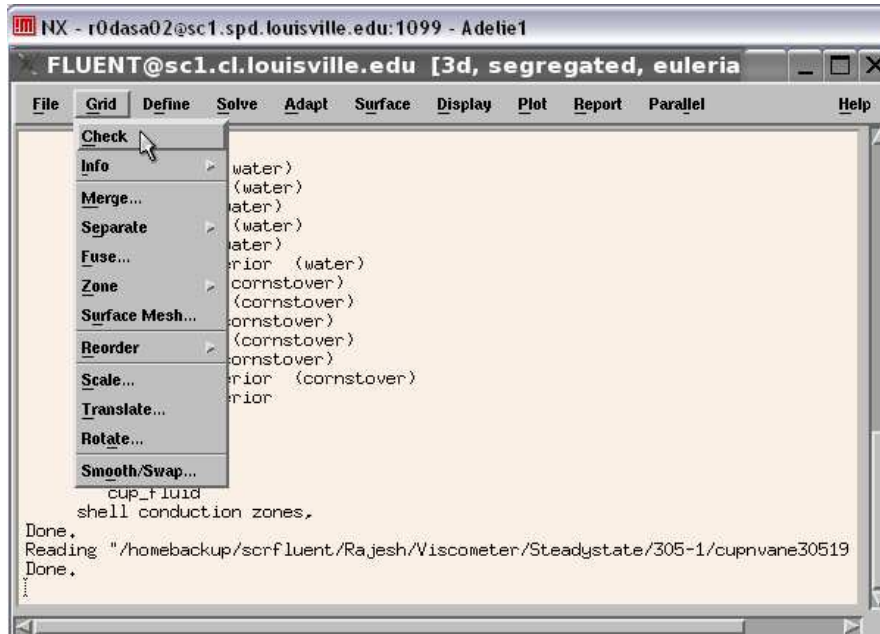 NX - r0dasa02@sc1.spd.louisville.edu:1099 - Adelie1
FLUENT@sc1.cl.louisville.edu [3d, segregated, euleria
File Grid Define Solve Adapt Surface Display Plot Report Parallel Help
Check
Info
Merge...
Separate
Fuse...
Zone
Surface Mesh...
Reorder
Scale...
Translate...
Rotate...
Smooth/Swap...
water)
(water)
ater)
(water)
ater)
rior (water)
cornstover)
(cornstover)
ornstover)
(cornstover)
ornstover)
rior (cornstover)
rior
cup_fluid
shell conduction zones,
Done.
Reading "/homebackup/scrfluent/Rajesh/Viscometer/Steadystate/305-1/cupnvane30519
Done.